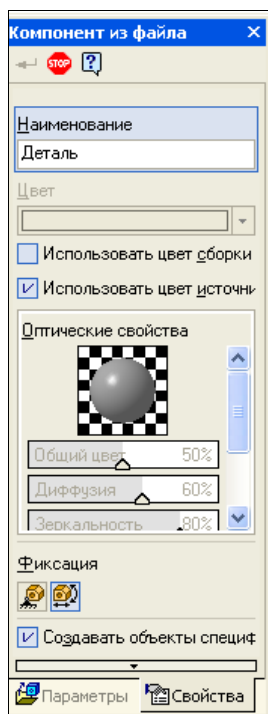 Компонент из файла
STOP
Наименование
Деталь
Цвет
Использовать цвет сборки
Использовать цвет источни
Оптические свойства
Общий цвет 50%
Диффузия 60%
Зеркальность 80%
Фиксация
Создавать объекты специф
Параметры Свойства